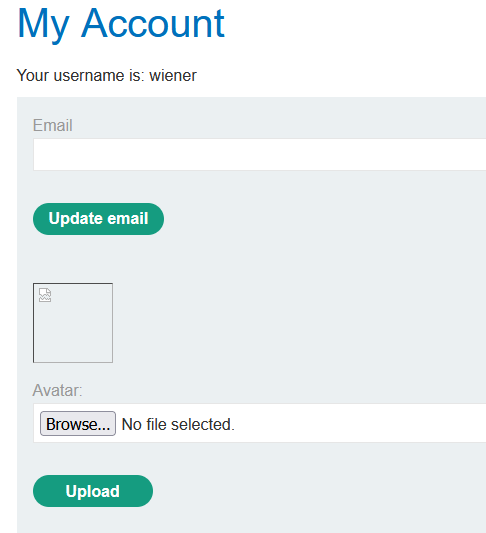 My Account
Your username is: wiener
Email
Update email
Avatar:
Browse... No file selected.
Upload